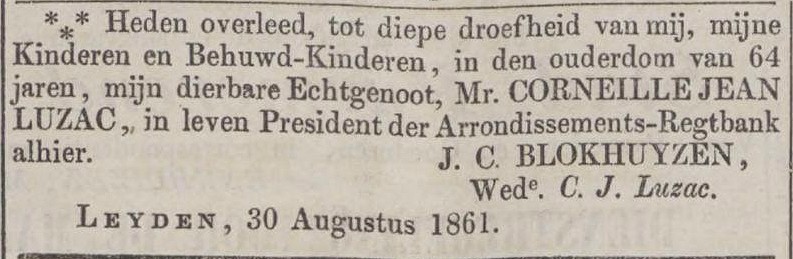 *** Heden overleed, tot diepe droefheid van mij, mijne
Kinderen en Behuwd-Kinderen, in den ouderdom van 64
jaren, mijn dierbare Echtgenoot, Mr. CORNEILLE JEAN
LUZAC,, in leven President der Arrondissements-Regtbank
alhier. J. C. BLOKHUYZEN,
Wedᵉ. C. J. Luzac.
LEYDEN, 30 Augustus 1861.